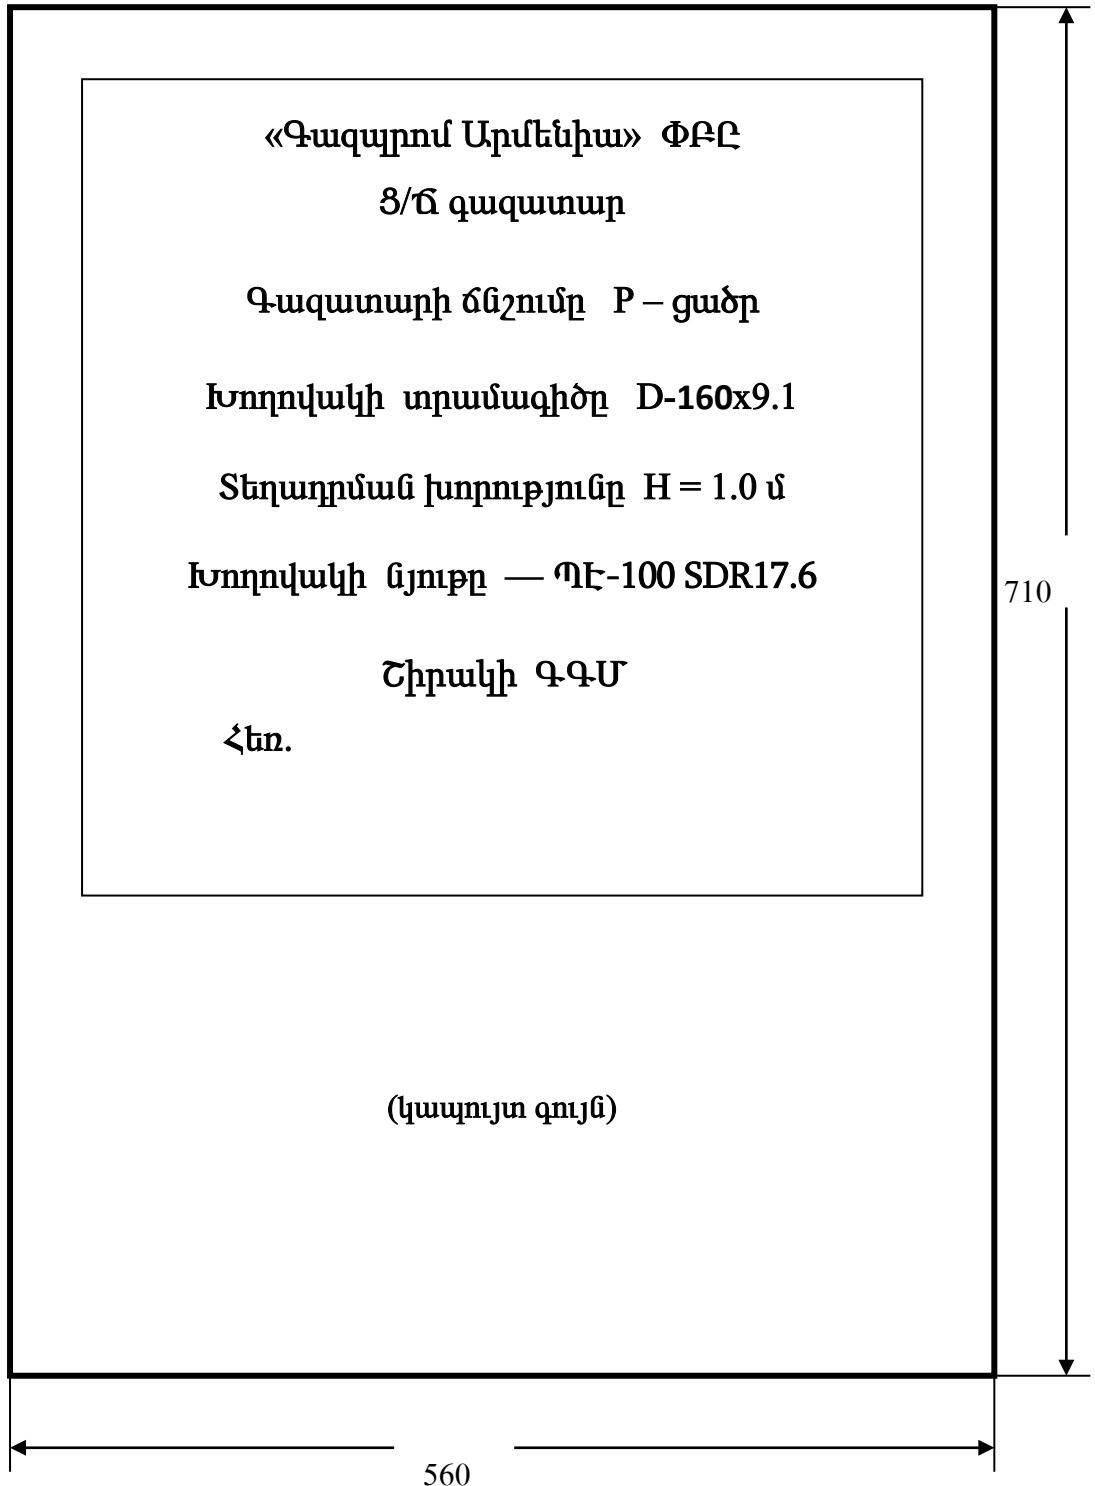 «Գազպրոմ Արմենիա» ՓԲԸ
Ց/Ճ գազատար
Գազատարի ճնշումը P – ցածր
Խողովակի տրամագիծը D-160x9.1
Տեղադրման խորությունը H = 1.0 մ
Խողովակի նյութը — ՊԷ-100 SDR17.6
710
Շիրակի ԳԳՄ
Հեռ.
(կապույտ գույն)
560